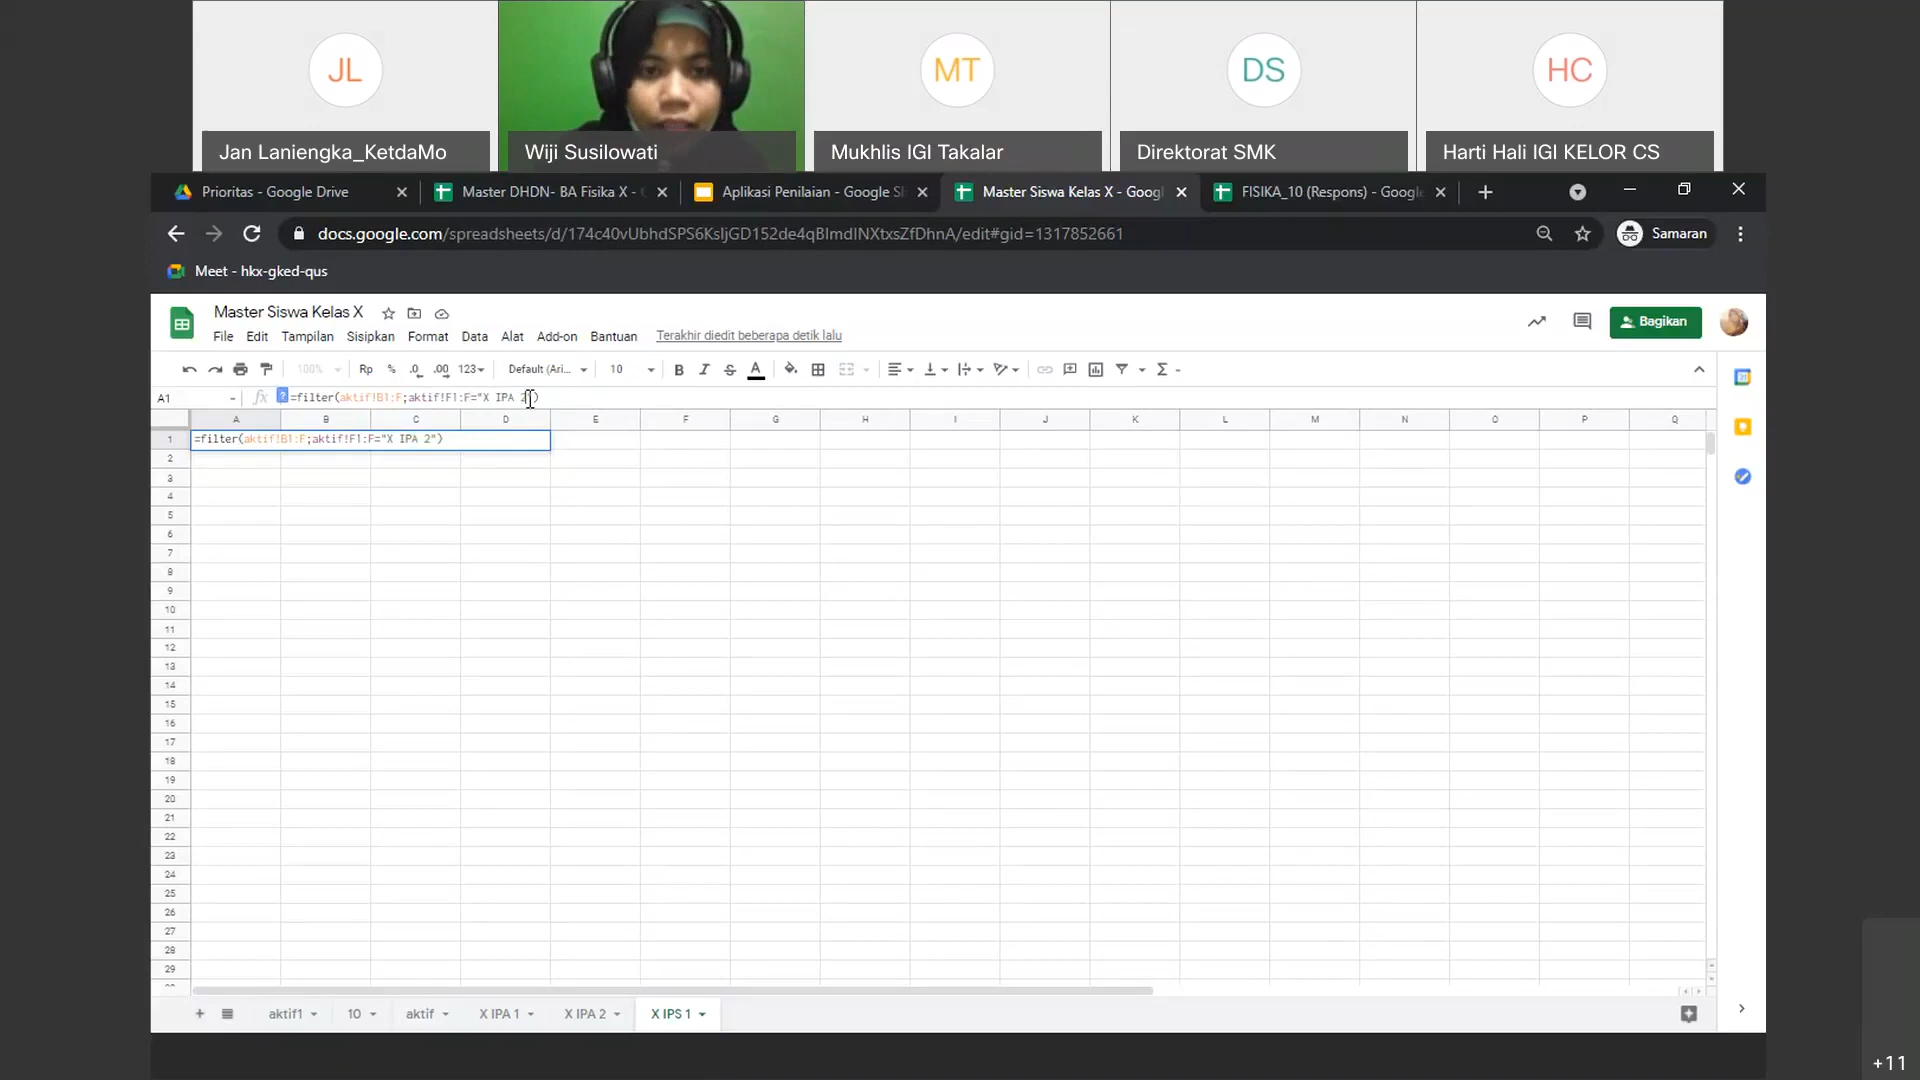 JL
MT
DS
HC
Jan Laniengka_KetdaMo
Wiji Susilowati
Mukhlis IGI Takalar
Direktorat SMK
Harti Hali IGI KELOR CS
Prioritas - Google Drive
Master DHDN- BA Fisika X -
Aplikasi Penilaian - Google Sl
Master Siswa Kelas X - Googl
FISIKA_10 (Respons) - Google
docs.google.com/spreadsheets/d/174c40vUbhdSPS6KsljGD152de4qBlmdINXtxsZfDhnA/edit#gid=1317852661
Samaran
Meet - hkx-gked-qus
Master Siswa Kelas X
File Edit Tampilan Sisipkan Format Data Alat Add-on Bantuan Terakhir diedit beberapa detik lalu
Bagikan
100% Rp % .0 .00 123 Default (Ari... 10 B I S A Σ
A1 fx ? =filter(aktif!B1:F;aktif!F1:F="X IPA 2")
A B C D E F G H I J K L M N O P Q
1 =filter(aktif!B1:F;aktif!F1:F="X IPA 2")
2
3
4
5
6
7
8
9
10
11
12
13
14
15
16
17
18
19
20
21
22
23
24
25
26
27
28
29
+ aktif1 10 aktif X IPA 1 X IPA 2 X IPS 1
+11